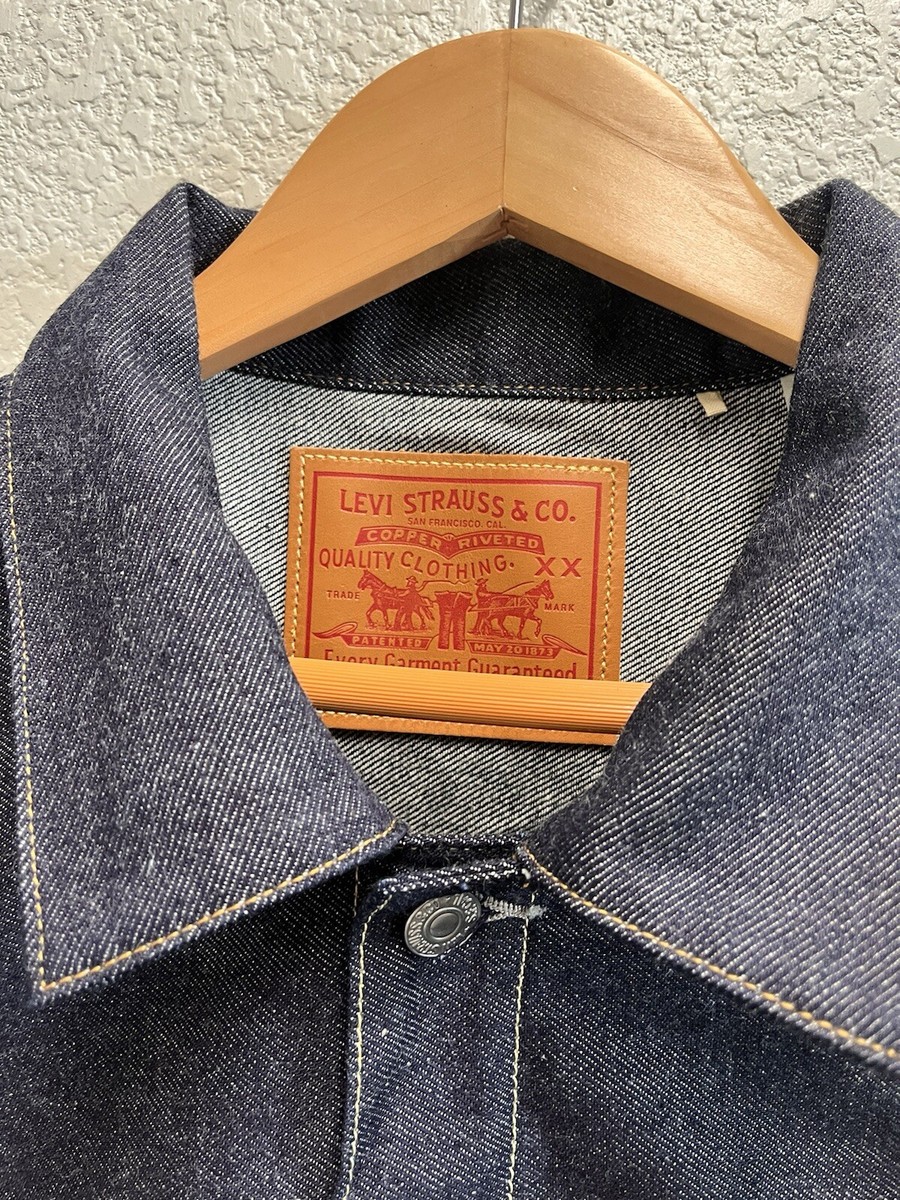 LEVI STRAUSS & CO.
SAN FRANCISCO, CAL.
COPPER RIVETED
QUALITY CLOTHING. XX
TRADE MARK
PATENTED MAY 20 1873
Every Garment Guaranteed